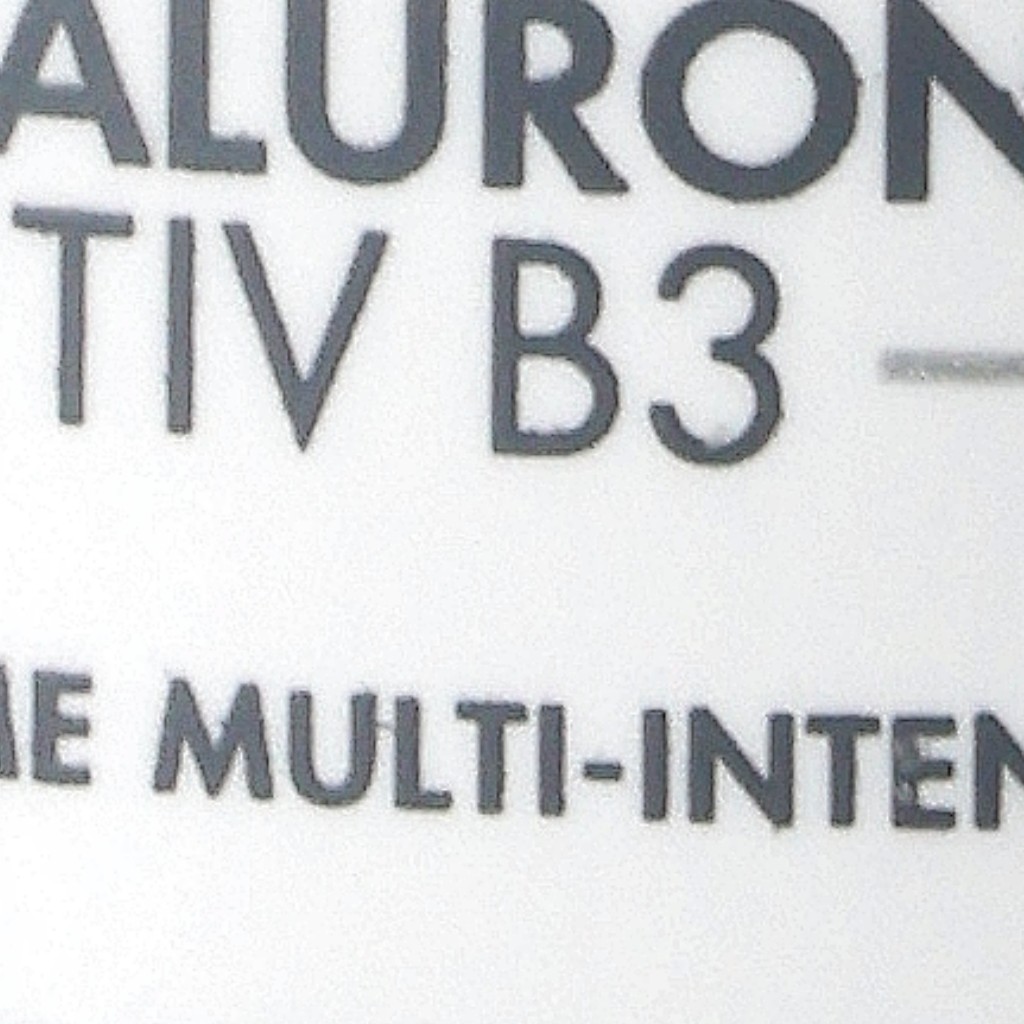 ALURON
TIV B3
ME MULTI-INTEN